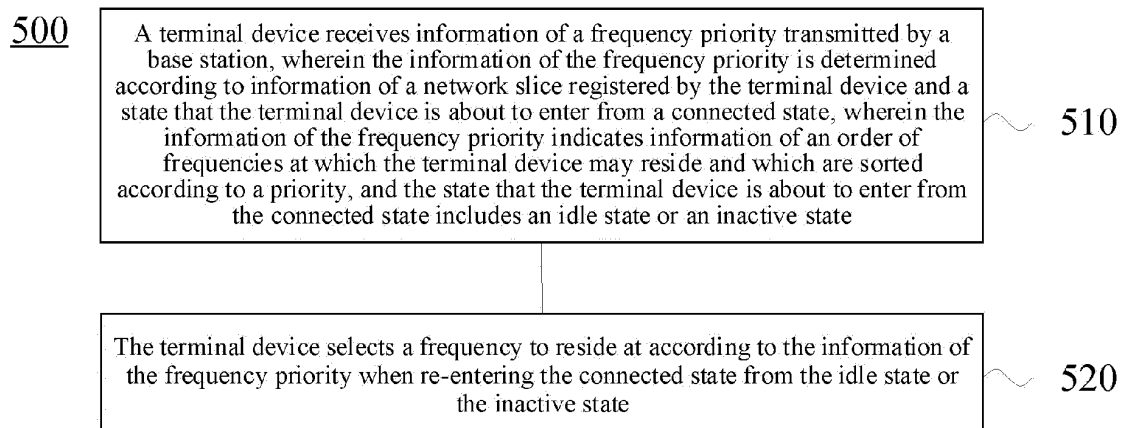 500
A terminal device receives information of a frequency priority transmitted by a
base station, wherein the information of the frequency priority is determined
according to information of a network slice registered by the terminal device and a
state that the terminal device is about to enter from a connected state, wherein the
information of the frequency priority indicates information of an order of
frequencies at which the terminal device may reside and which are sorted
according to a priority, and the state that the terminal device is about to enter from
the connected state includes an idle state or an inactive state
510
The terminal device selects a frequency to reside at according to the information of
the frequency priority when re-entering the connected state from the idle state or
the inactive state
520